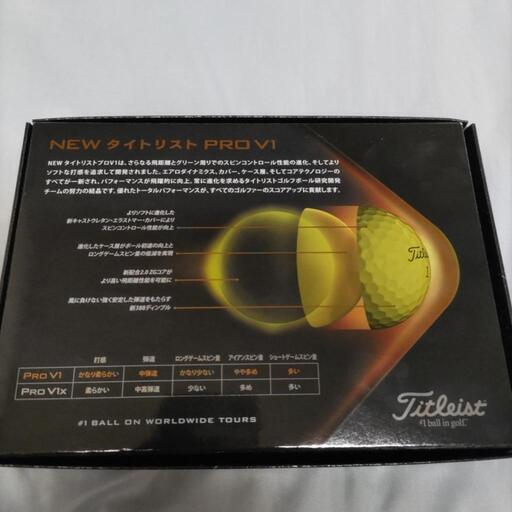 NEW タイトリスト PRO V1
NEW タイトリストプロV1は、さらなる飛距離とグリーン周りでのスピンコントロール性能の進化、そしてより
ソフトな打感を追求して開発されました。エアロダイナミクス、カバー、ケース層、そしてコアテクノロジーの
すべてが一新され、パフォーマンスが飛躍的に向上。常に進化を求めるタイトリストゴルフボール研究開発
チームの努力の結晶です。優れたトータルパフォーマンスが、すべてのゴルファーのスコアアップに貢献します。
よりソフトに進化した
新キャストウレタン・エラストマー・カバーにより
スピンコントロール性能が向上
進化したケース層がボール初速の向上と
ロングゲームスピン量の低減を実現
新配合2.0 ZGコアが
より高い飛距離性能を可能に
風に負けない強く安定した弾道をもたらす
新388ディンプル
Titleist
1
打感 弾道 ロングゲームスピン量 アイアンスピン量 ショートゲームスピン量
PRO V1 かなり柔らかい 中弾道 かなり少ない やや多め 多い
PRO V1x 柔らかい 中高弾道 少ない 多め 多い
#1 BALL ON WORLDWIDE TOURS
Titleist
#1 ball in golf.